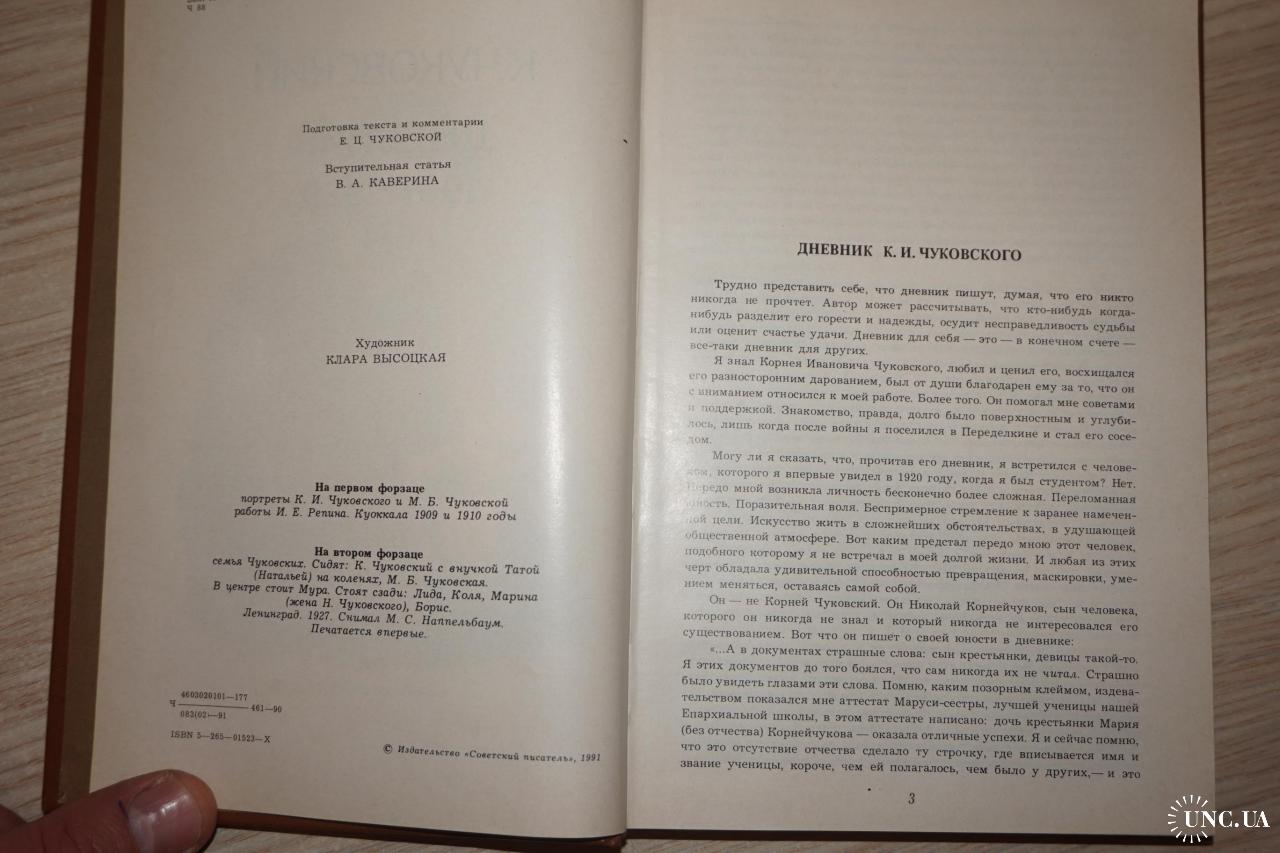 Ч 88
Подготовка текста и комментарии
Е. Ц. ЧУКОВСКОЙ
Вступительная статья
В. А. КАВЕРИНА
Художник
КЛАРА ВЫСОЦКАЯ
На первом форзаце
портреты К. И. Чуковского и М. Б. Чуковской
работы И. Е. Репина. Куоккала 1909 и 1910 годы
На втором форзаце
семья Чуковских. Сидят: К. Чуковский с внучкой Татой
(Натальей) на коленях, М. Б. Чуковская.
В центре стоит Мура. Стоят сзади: Лида, Коля, Марина
(жена Н. Чуковского), Борис.
Ленинград. 1927. Снимал М. С. Наппельбаум.
Печатается впервые.
4603020101—177
Ч ———— 461—90
083(02)—91
ISBN 5—265—01523—X
© Издательство «Советский писатель», 1991
ДНЕВНИК К. И. ЧУКОВСКОГО
Трудно представить себе, что дневник пишут, думая, что его никто
никогда не прочтет. Автор может рассчитывать, что кто-нибудь когда-
нибудь разделит его горести и надежды, осудит несправедливость судьбы
или оценит счастье удачи. Дневник для себя — это — в конечном счете —
все-таки дневник для других.
Я знал Корнея Ивановича Чуковского, любил и ценил его, восхищался
его разносторонним дарованием, был от души благодарен ему за то, что он
с вниманием относился к моей работе. Более того. Он помогал мне советами
и поддержкой. Знакомство, правда, долго было поверхностным и углуби-
лось, лишь когда после войны я поселился в Переделкине и стал его сосе-
дом.
Могу ли я сказать, что, прочитав его дневник, я встретился с челове-
ком, которого я впервые увидел в 1920 году, когда я был студентом? Нет.
Передо мной возникла личность бесконечно более сложная. Переломанная
юность. Поразительная воля. Беспримерное стремление к заранее намечен-
ной цели. Искусство жить в сложнейших обстоятельствах, в удушающей
общественной атмосфере. Вот каким предстал передо мною этот человек,
подобного которому я не встречал в моей долгой жизни. И любая из этих
черт обладала удивительной способностью превращения, маскировки, уме-
нием меняться, оставаясь самой собой.
Он — не Корней Чуковский. Он Николай Корнейчуков, сын человека,
которого он никогда не знал и который никогда не интересовался его
существованием. Вот что он пишет о своей юности в дневнике:
«...А в документах страшные слова: сын крестьянки, девицы такой-то.
Я этих документов до того боялся, что сам никогда их не читал. Страшно
было увидеть глазами эти слова. Помню, каким позорным клеймом, издева-
тельством показался мне аттестат Маруси-сестры, лучшей ученицы нашей
Епархиальной школы, в этом аттестате написано: дочь крестьянки Мария
(без отчества) Корнейчукова — оказала отличные успехи. Я и сейчас помню,
что это отсутствие отчества сделало ту строчку, где вписывается имя и
звание ученицы, короче, чем ей полагалось, чем было у других,— и это
3
UNC.UA